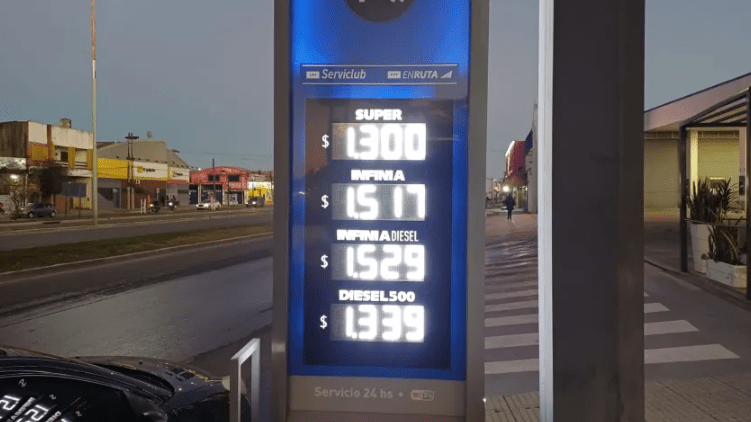 Serviclub ENRUTA
SUPER
$ 1.300
INFINIA
$ 1.517
INFINIA DIESEL
$ 1.529
DIESEL 500
$ 1.339
Servicio 24 hs •